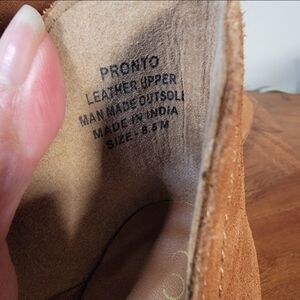 PRONTO
LEATHER UPPER
MAN MADE OUTSOLE
MADE IN INDIA
SIZE - 8.5 M